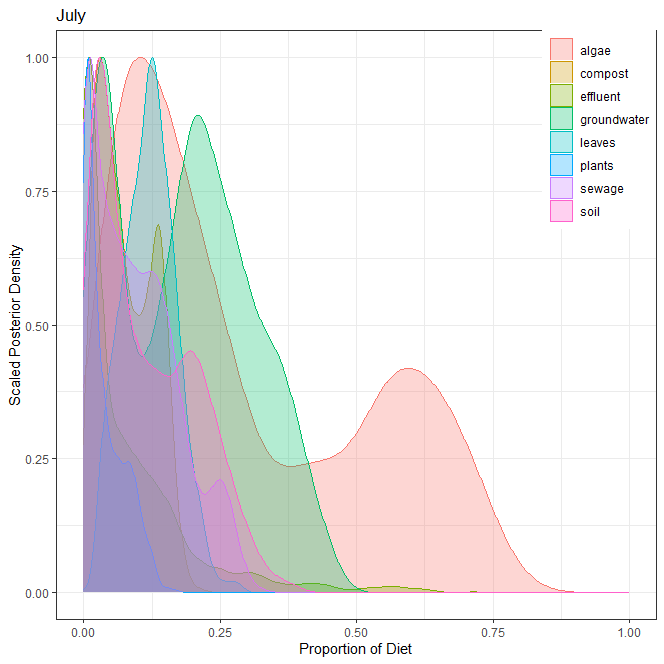 July
Scaled Posterior Density
1.00
0.75
0.50
0.25
0.00
algae
compost
effluent
groundwater
leaves
plants
sewage
soil
0.00 0.25 0.50 0.75 1.00
Proportion of Diet